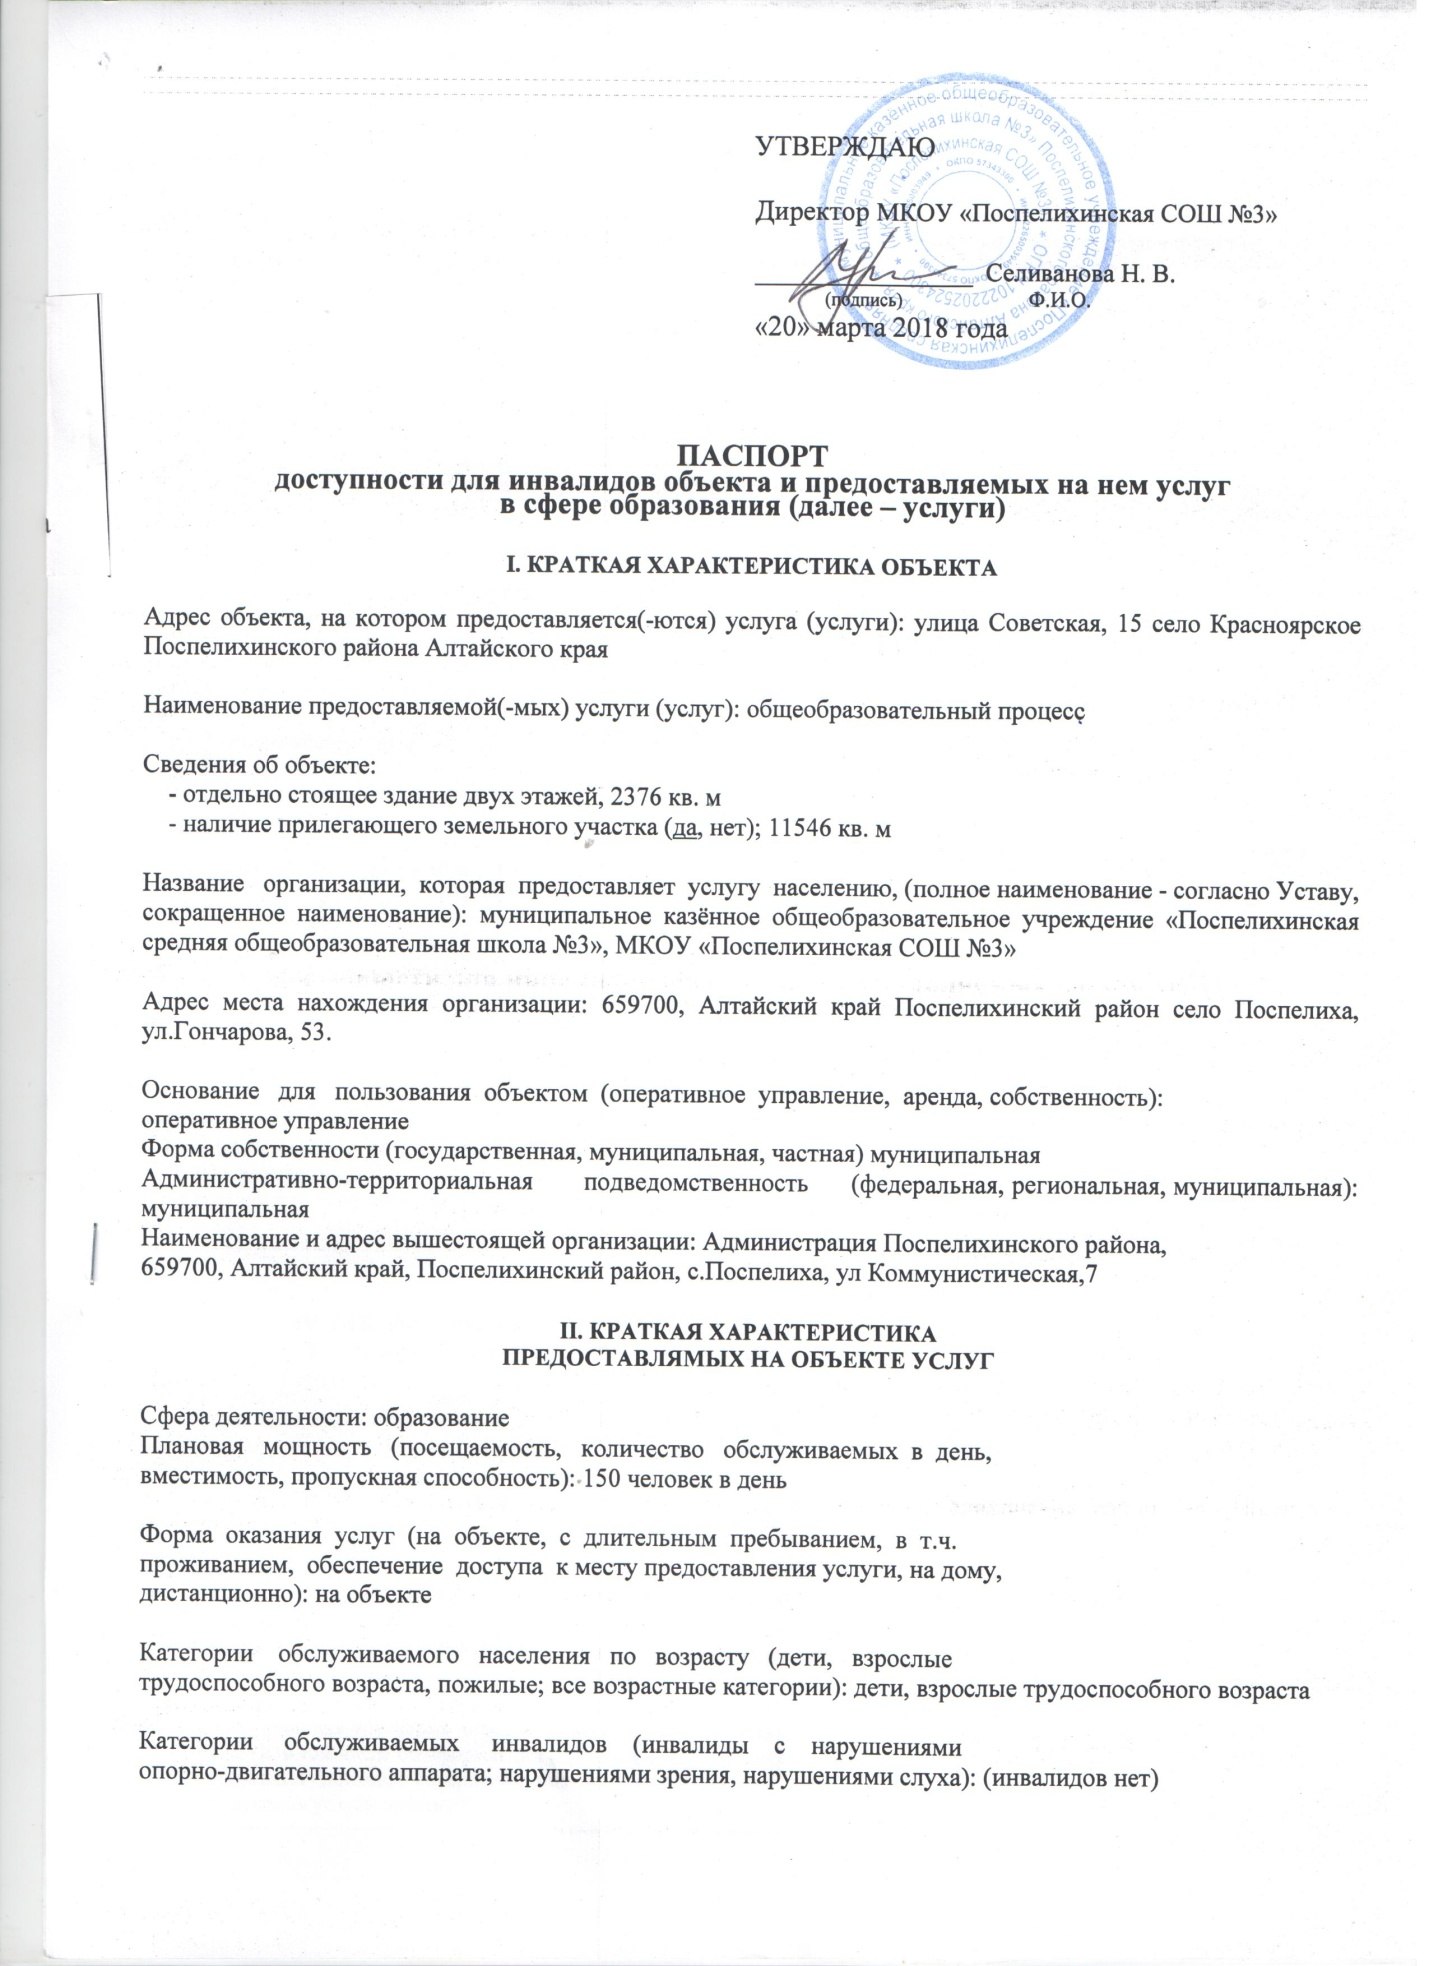 УТВЕРЖДАЮ
Директор МКОУ «Поспелихинская СОШ №3»
Селиванова Н. В.
(подпись) Ф.И.О.
«20» марта 2018 года
ПАСПОРТ
доступности для инвалидов объекта и предоставляемых на нем услуг
в сфере образования (далее – услуги)
I. КРАТКАЯ ХАРАКТЕРИСТИКА ОБЪЕКТА
Адрес объекта, на котором предоставляется(-ются) услуга (услуги): улица Советская, 15 село Красноярское
Поспелихинского района Алтайского края
Наименование предоставляемой(-мых) услуги (услуг): общеобразовательный процесс
Сведения об объекте:
- отдельно стоящее здание двух этажей, 2376 кв. м
- наличие прилегающего земельного участка (да, нет); 11546 кв. м
Название организации, которая предоставляет услугу населению, (полное наименование - согласно Уставу,
сокращенное наименование): муниципальное казённое общеобразовательное учреждение «Поспелихинская
средняя общеобразовательная школа №3», МКОУ «Поспелихинская СОШ №3»
Адрес места нахождения организации: 659700, Алтайский край Поспелихинский район село Поспелиха,
ул.Гончарова, 53.
Основание для пользования объектом (оперативное управление, аренда, собственность):
оперативное управление
Форма собственности (государственная, муниципальная, частная) муниципальная
Административно-территориальная подведомственность (федеральная, региональная, муниципальная):
муниципальная
Наименование и адрес вышестоящей организации: Администрация Поспелихинского района,
659700, Алтайский край, Поспелихинский район, с.Поспелиха, ул Коммунистическая,7
II. КРАТКАЯ ХАРАКТЕРИСТИКА
ПРЕДОСТАВЛЯМЫХ НА ОБЪЕКТЕ УСЛУГ
Сфера деятельности: образование
Плановая мощность (посещаемость, количество обслуживаемых в день,
вместимость, пропускная способность): 150 человек в день
Форма оказания услуг (на объекте, с длительным пребыванием, в т.ч.
проживанием, обеспечение доступа к месту предоставления услуги, на дому,
дистанционно): на объекте
Категории обслуживаемого населения по возрасту (дети, взрослые
трудоспособного возраста, пожилые; все возрастные категории): дети, взрослые трудоспособного возраста
Категории обслуживаемых инвалидов (инвалиды с нарушениями
опорно-двигательного аппарата; нарушениями зрения, нарушениями слуха): (инвалидов нет)